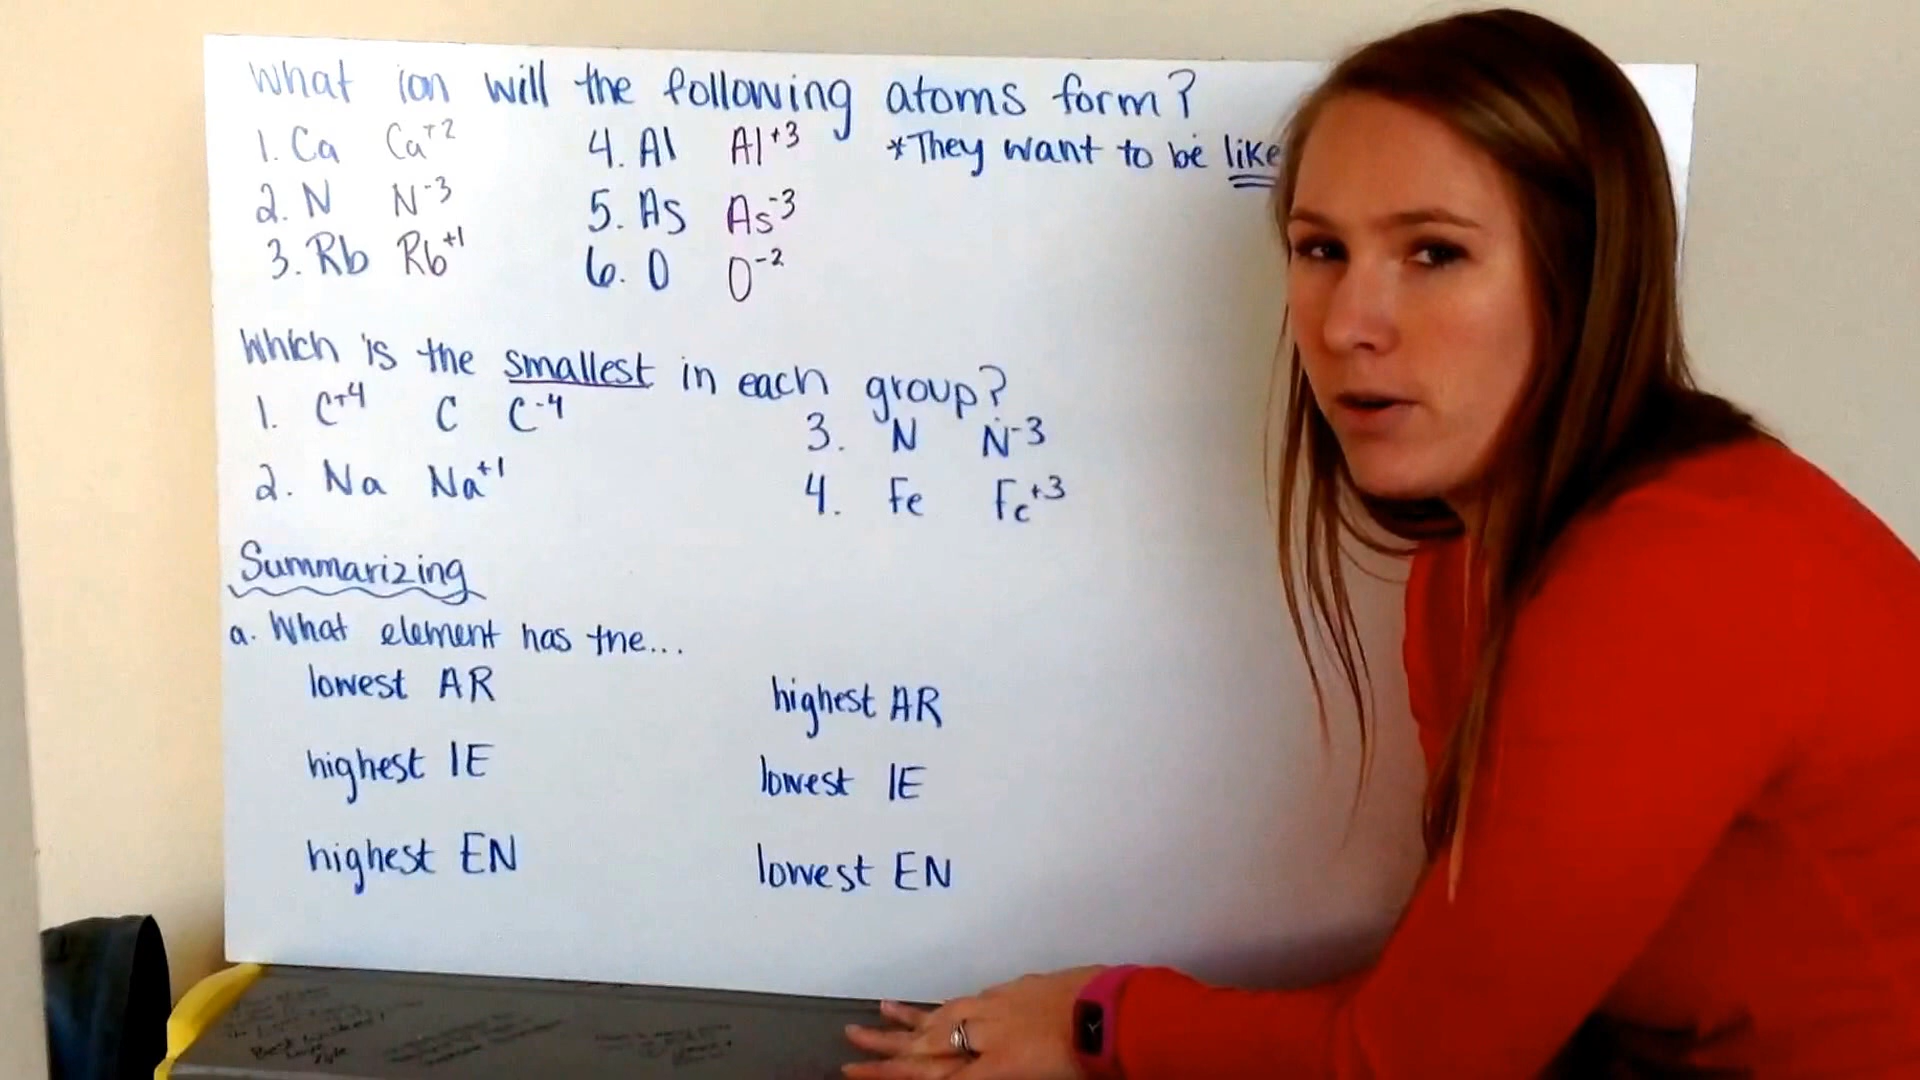 What ion will the following atoms form?
1. Ca Ca+2 4. Al Al+3 *They want to be like
2. N N-3 5. As As-3
3. Rb Rb+1 6. O O-2
Which is the smallest in each group?
1. C+4 C C-4 3. N N-3
2. Na Na+1 4. Fe Fe+3
Summarizing
a. What element has the...
lowest AR highest AR
highest IE lowest IE
highest EN lowest EN